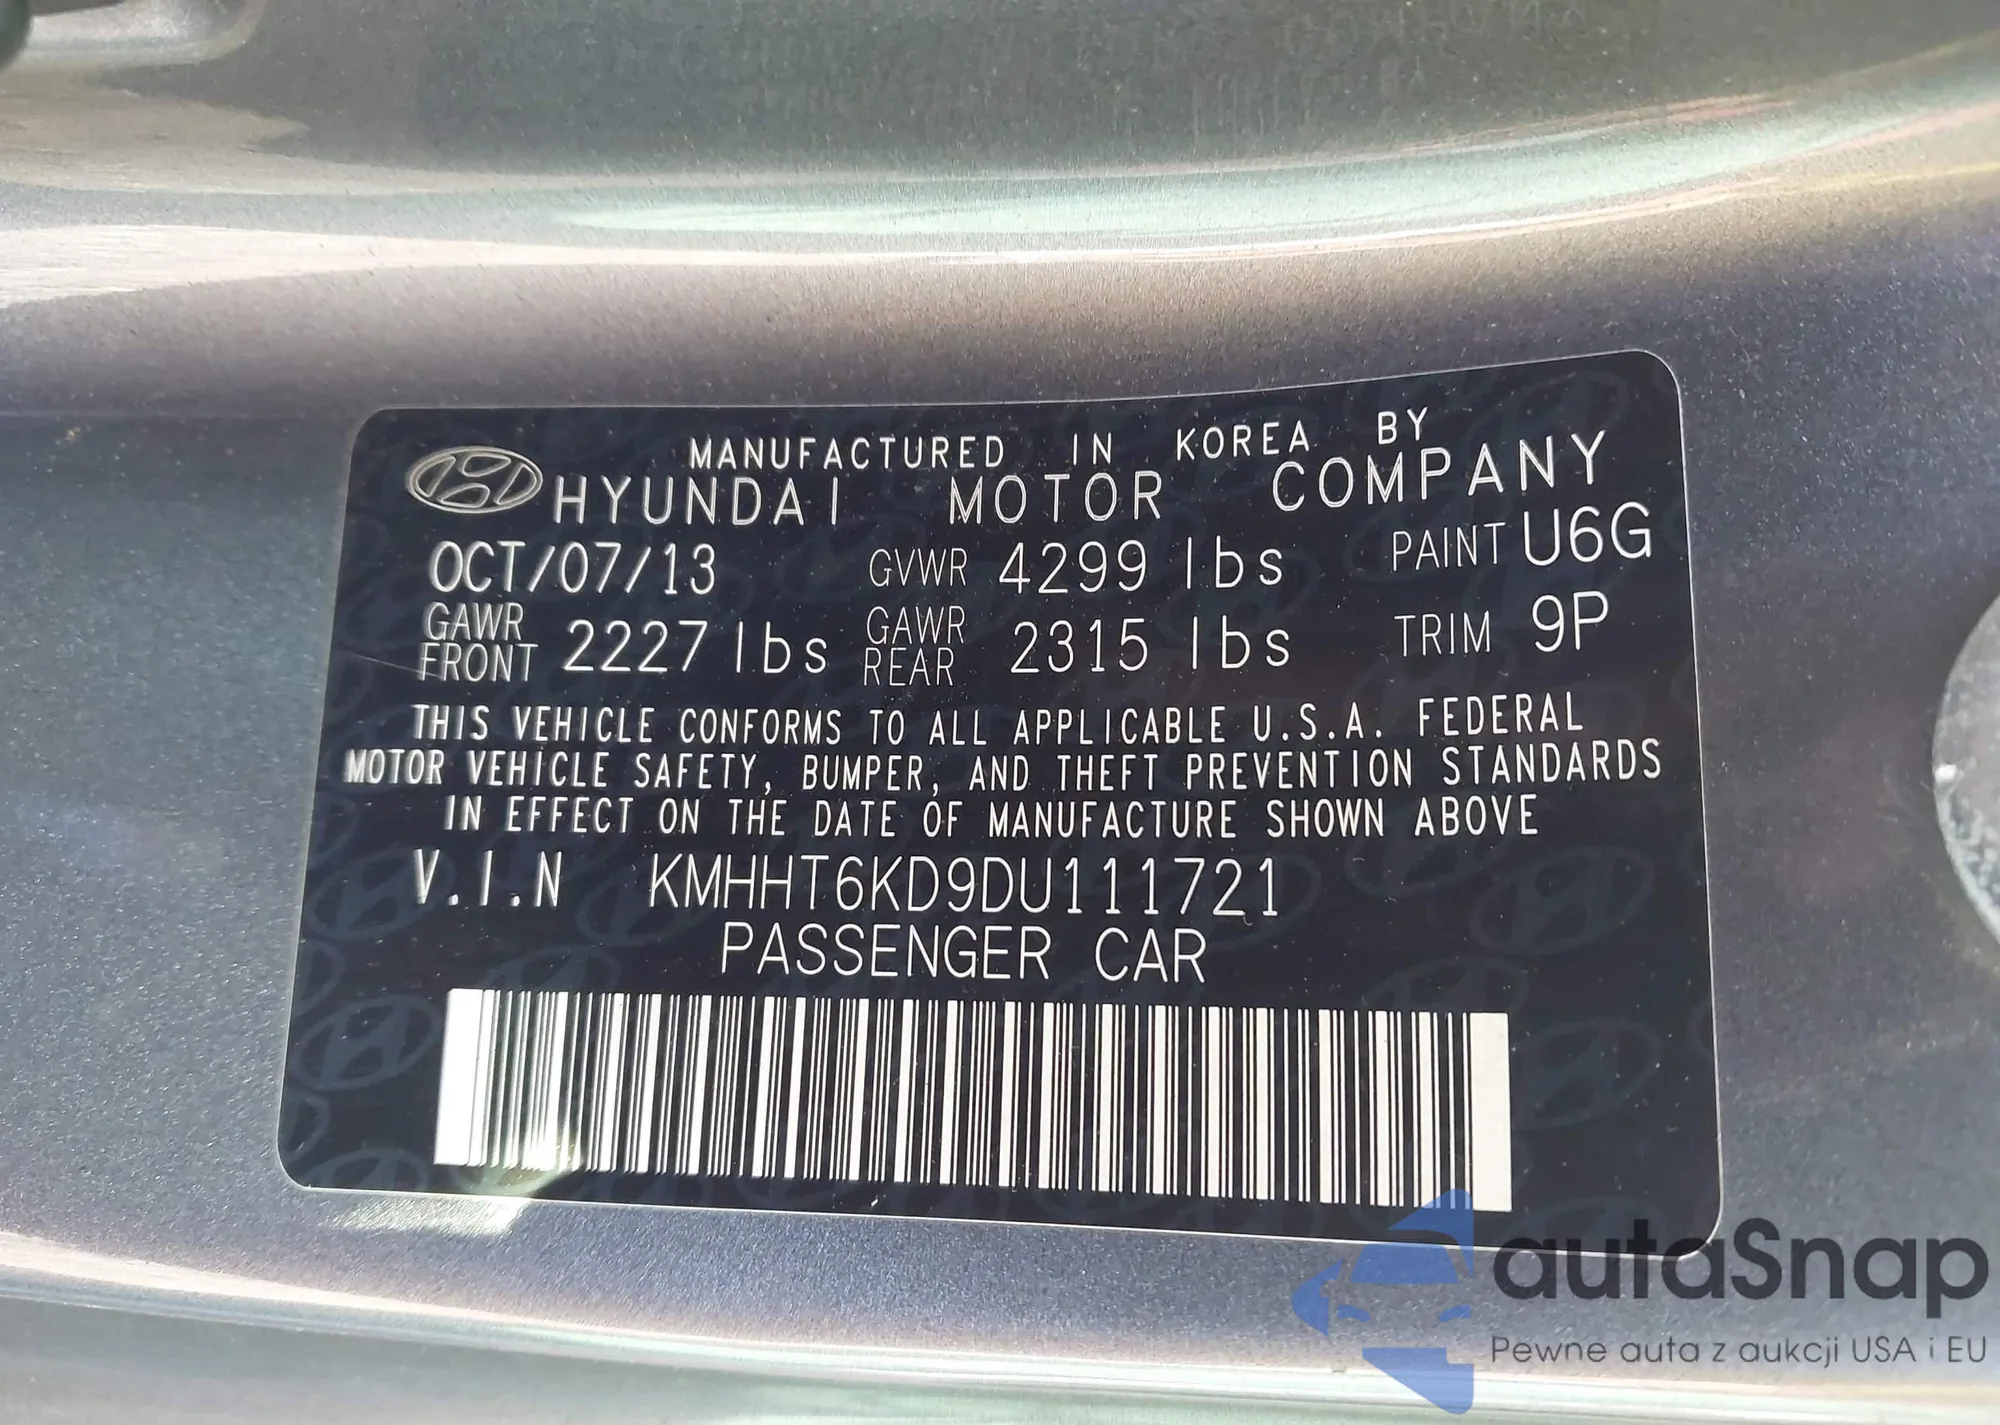 MANUFACTURED IN KOREA BY
HYUNDAI MOTOR COMPANY
OCT/07/13 GVWR 4299 lbs PAINT U6G
GAWR FRONT 2227 lbs GAWR REAR 2315 lbs TRIM 9P
THIS VEHICLE CONFORMS TO ALL APPLICABLE U.S.A. FEDERAL
MOTOR VEHICLE SAFETY, BUMPER, AND THEFT PREVENTION STANDARDS
IN EFFECT ON THE DATE OF MANUFACTURE SHOWN ABOVE
V.I.N KMHHT6KD9DU111721
PASSENGER CAR
autaSnap
Pewne auta z aukcji USA i EU